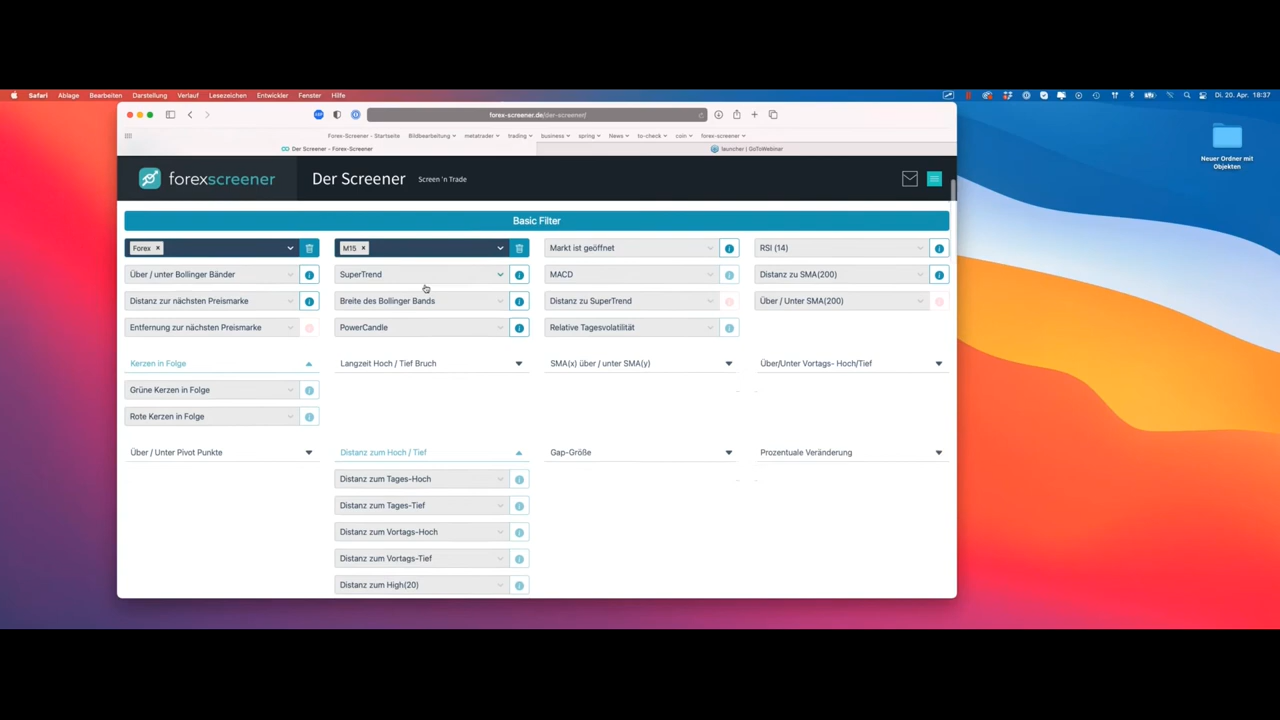 Safari Ablage Bearbeiten Darstellung Verlauf Lesezeichen Entwickler Fenster Hilfe
Di. 20. Apr. 18:37
forex-screener.de/der-screener/
Forex-Screener - Startseite Bildbearbeitung metatrader trading business spring News to-check coin forex-screener
Der Screener - Forex-Screener
launcher | GoToWebinar
Neuer Ordner mit
Objekten
forexscreener
Der Screener Screen 'n Trade
Basic Filter
Forex × M15 × Markt ist geöffnet RSI (14)
Über / unter Bollinger Bänder SuperTrend MACD Distanz zu SMA(200)
Distanz zur nächsten Preismarke Breite des Bollinger Bands Distanz zu SuperTrend Über / Unter SMA(200)
Entfernung zur nächsten Preismarke PowerCandle Relative Tagesvolatilität
Kerzen in Folge Langzeit Hoch / Tief Bruch SMA(x) über / unter SMA(y) Über/Unter Vortags- Hoch/Tief
Grüne Kerzen in Folge
Rote Kerzen in Folge
Über / Unter Pivot Punkte Distanz zum Hoch / Tief Gap-Größe Prozentuale Veränderung
Distanz zum Tages-Hoch
Distanz zum Tages-Tief
Distanz zum Vortags-Hoch
Distanz zum Vortags-Tief
Distanz zum High(20)